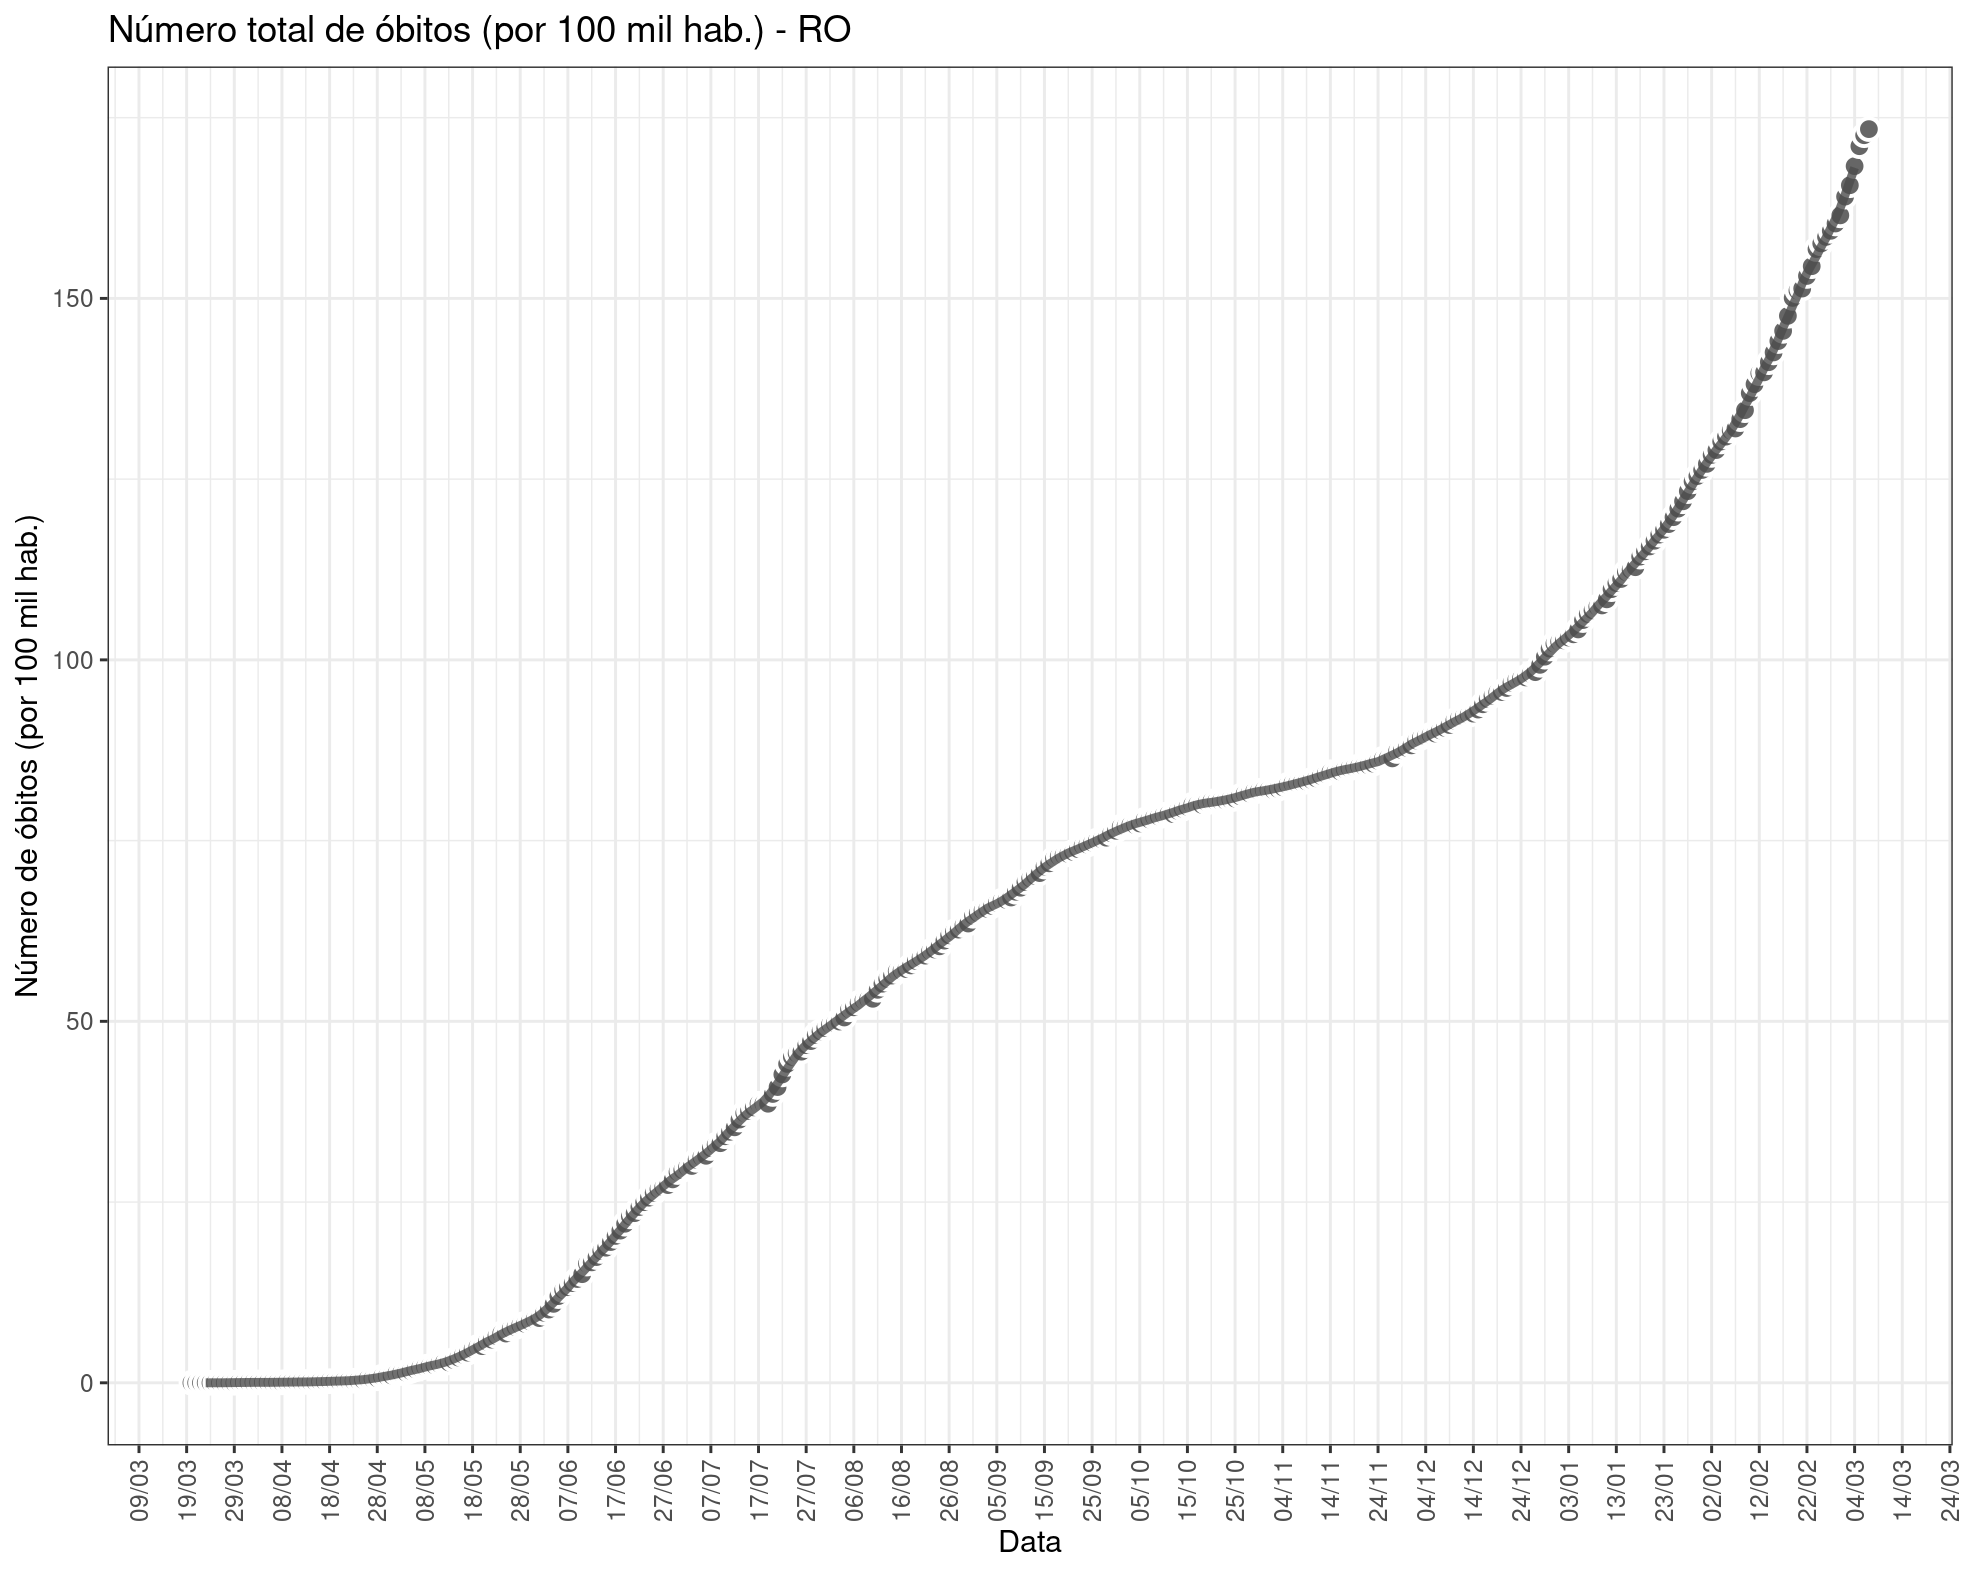 Número total de óbitos (por 100 mil hab.) - RO
Número de óbitos (por 100 mil hab.)
150
100
50
0
09/03 19/03 29/03 08/04 18/04 28/04 08/05 18/05 28/05 07/06 17/06 27/06 07/07 17/07 27/07 06/08 16/08 26/08 05/09 15/09 25/09 05/10 15/10 25/10 04/11 14/11 24/11 04/12 14/12 24/12 03/01 13/01 23/01 02/02 12/02 22/02 04/03 14/03 24/03
Data